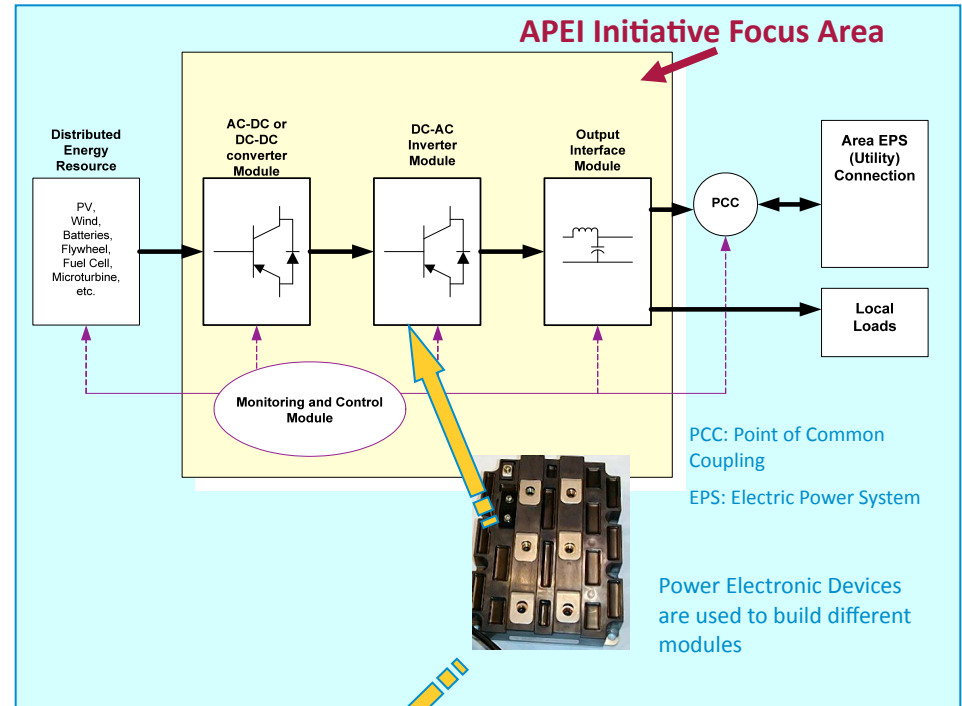 APEI Initiative Focus Area
Distributed
Energy
Resource
PV,
Wind,
Batteries,
Flywheel,
Fuel Cell,
Microturbine,
etc.
AC-DC or
DC-DC
converter
Module
DC-AC
Inverter
Module
Output
Interface
Module
PCC
Area EPS
(Utility)
Connection
Local
Loads
Monitoring and Control
Module
PCC: Point of Common
Coupling
EPS: Electric Power System
Power Electronic Devices
are used to build different
modules